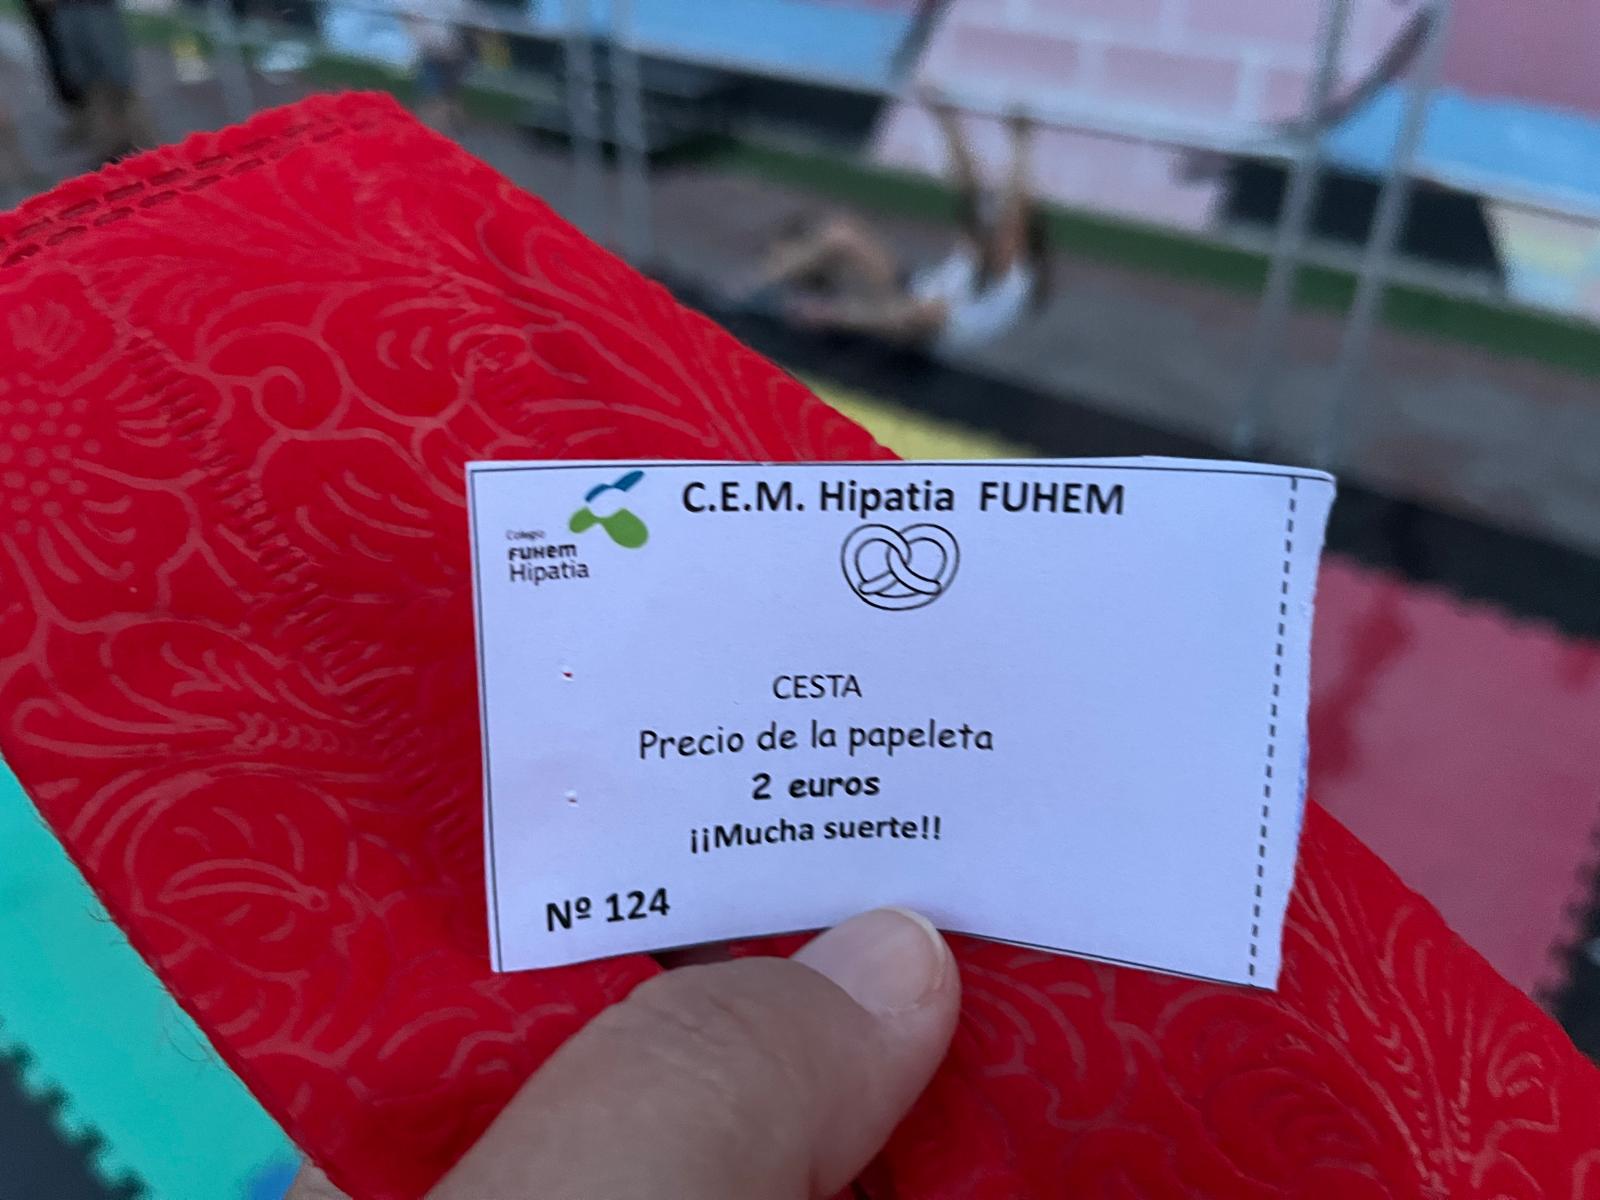 C.E.M. Hipatia FUHEM
Colegio
FUHem
Hipatia
CESTA
Precio de la papeleta
2 euros
¡¡Mucha suerte!!
Nº 124